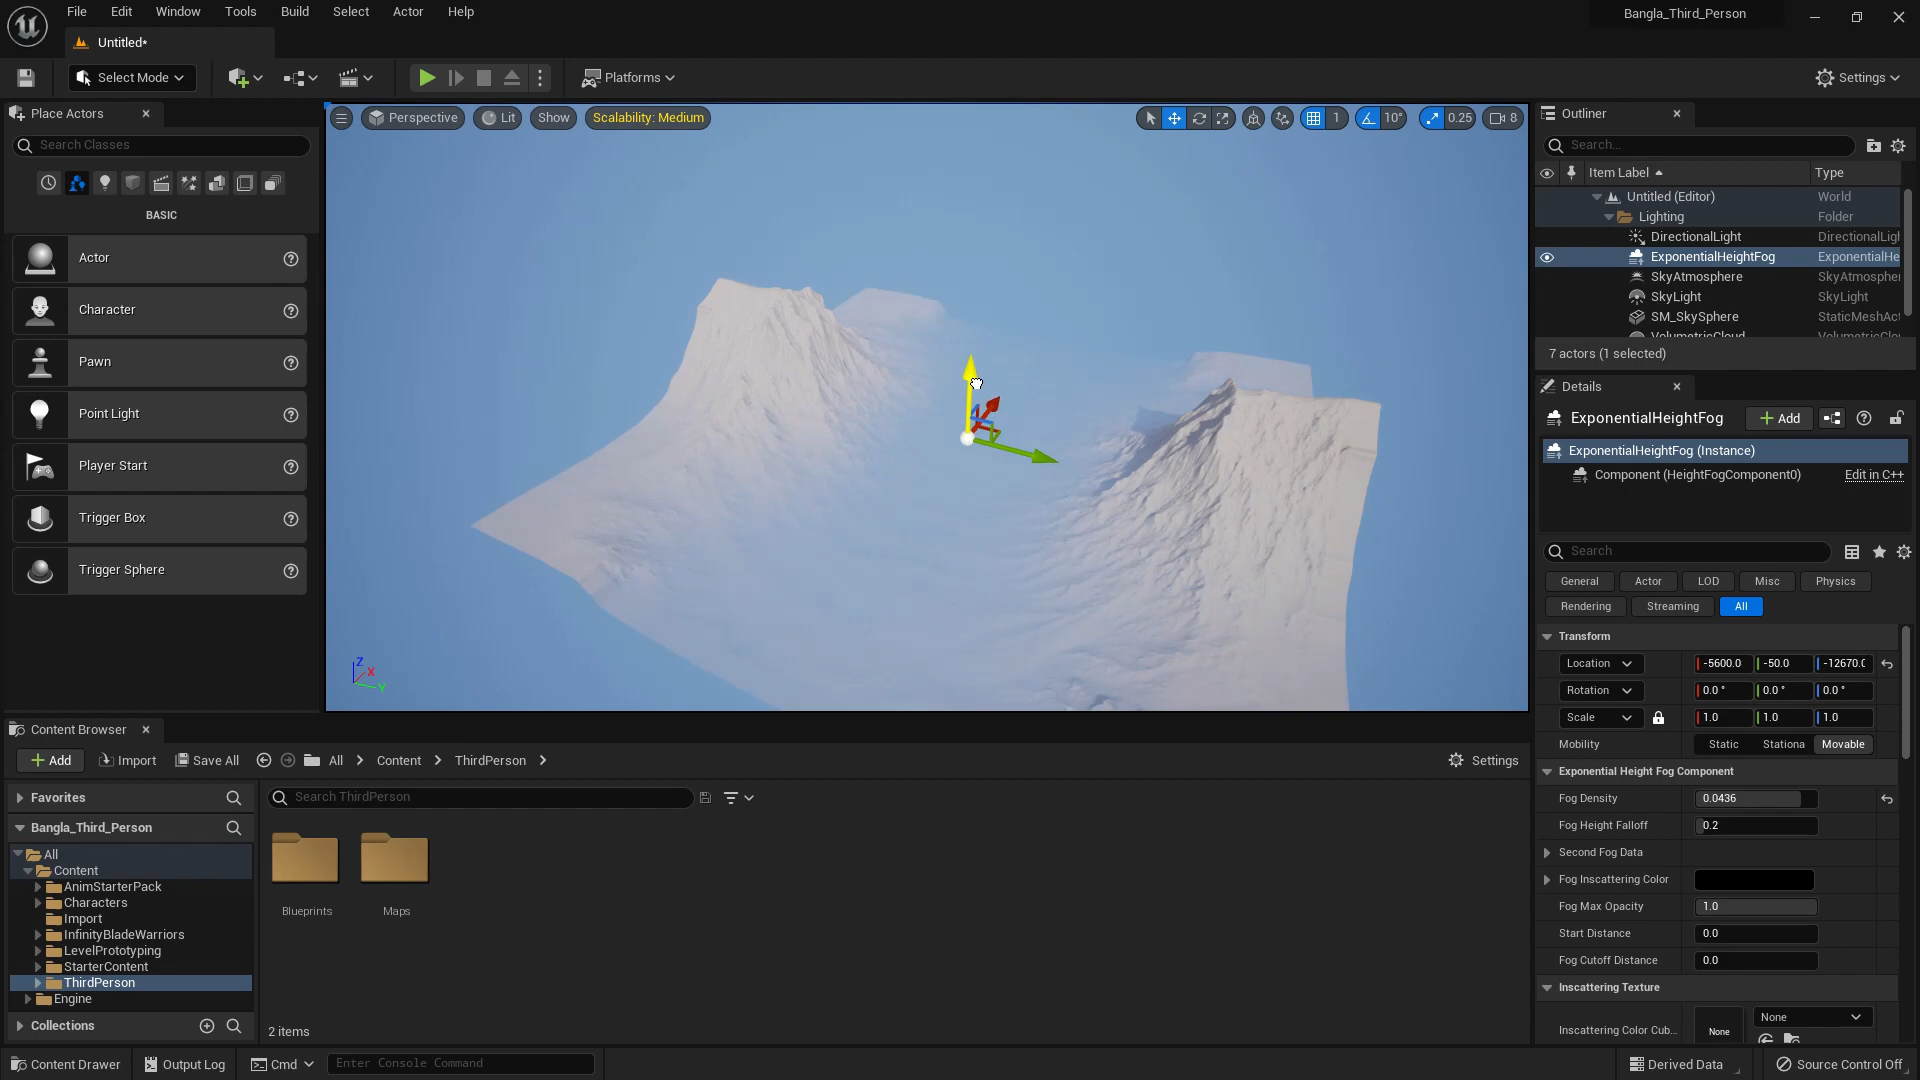 File Edit Window Tools Build Select Actor Help
Bangla_Third_Person
Untitled*
Select Mode
Platforms
Settings
Place Actors
Search Classes
BASIC
Actor
Character
Pawn
Point Light
Player Start
Trigger Box
Trigger Sphere
Perspective
Lit
Show
Scalability: Medium
1
10°
0.25
8
Z
X
Y
Outliner
Search...
Item Label
Type
Untitled (Editor) World
Lighting Folder
DirectionalLight DirectionalLigh
ExponentialHeightFog ExponentialHe
SkyAtmosphere SkyAtmospher
SkyLight SkyLight
SM_SkySphere StaticMeshAct
VolumetricCloud VolumetricClou
7 actors (1 selected)
Details
ExponentialHeightFog
Add
ExponentialHeightFog (Instance)
Component (HeightFogComponent0) Edit in C++
Search
General Actor LOD Misc Physics
Rendering Streaming All
Transform
Location -5600.0 -50.0 -12670.0
Rotation 0.0 ° 0.0 ° 0.0 °
Scale 1.0 1.0 1.0
Mobility Static Stationa Movable
Exponential Height Fog Component
Fog Density 0.0436
Fog Height Falloff 0.2
Second Fog Data
Fog Inscattering Color
Fog Max Opacity 1.0
Start Distance 0.0
Fog Cutoff Distance 0.0
Inscattering Texture
Inscattering Color Cub... None None
Content Browser
Add Import Save All All Content ThirdPerson Settings
Favorites
Bangla_Third_Person
All
Content
AnimStarterPack
Characters
Import
InfinityBladeWarriors
LevelPrototyping
StarterContent
ThirdPerson
Engine
Collections
Search ThirdPerson
Blueprints
Maps
2 items
Content Drawer Output Log Cmd Enter Console Command Derived Data Source Control Off